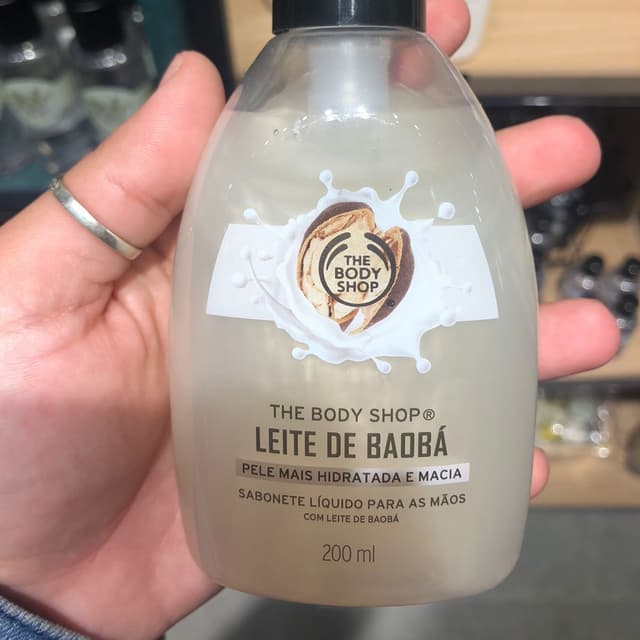 THE
BODY
SHOP
THE BODY SHOP®
LEITE DE BAOBÁ
PELE MAIS HIDRATADA E MACIA
SABONETE LÍQUIDO PARA AS MÃOS
COM LEITE DE BAOBÁ
200 ml